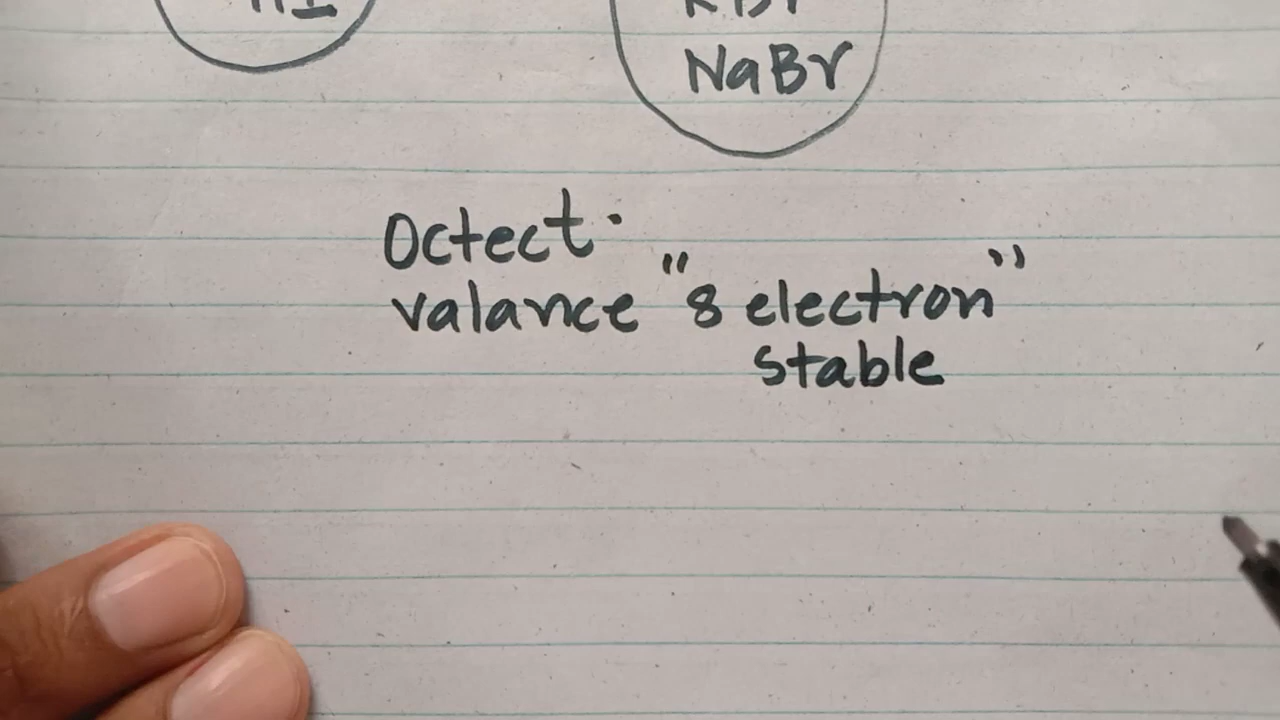 NaBr
Octect.
valance "8 electron"
stable